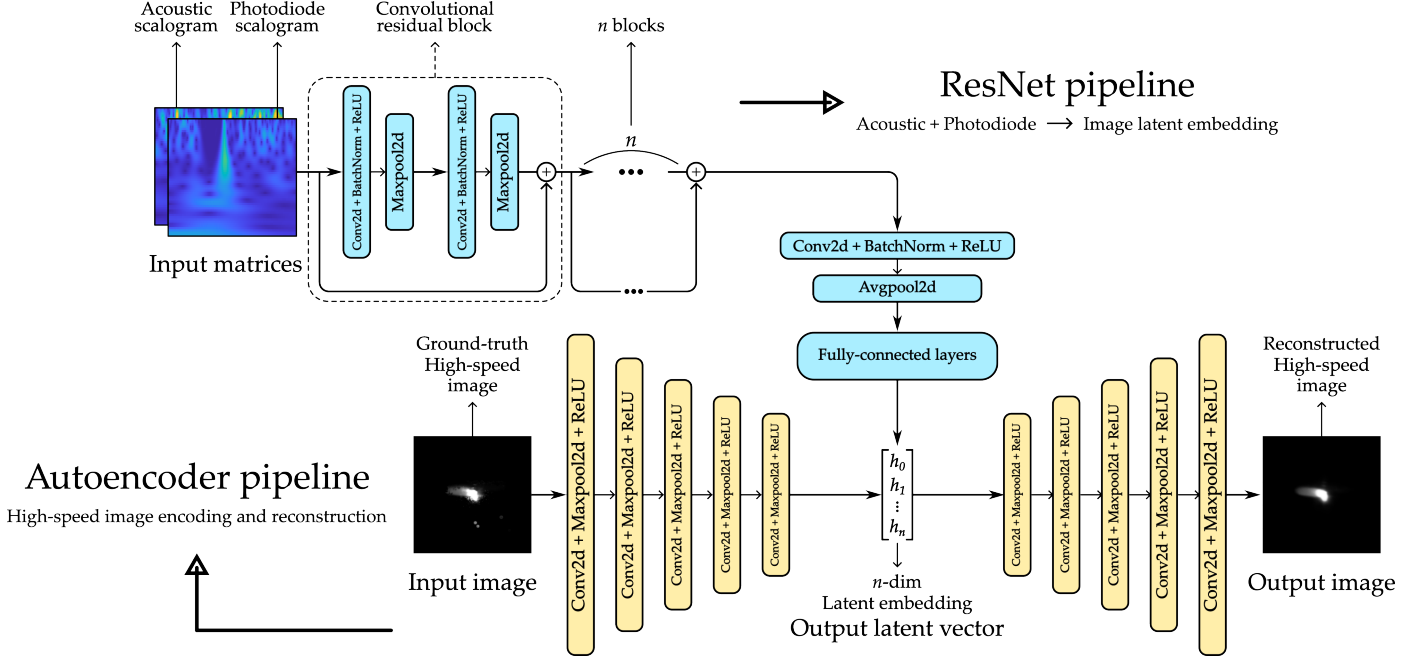 Acoustic
scalogram
Photodiode
scalogram
Convolutional
residual block
n blocks
ResNet pipeline
Acoustic + Photodiode → Image latent embedding
Conv2d + BatchNorm + ReLU
Maxpool2d
Conv2d + BatchNorm + ReLU
Maxpool2d
+
n
•••
+
•••
Input matrices
Conv2d + BatchNorm + ReLU
Avgpool2d
Fully-connected layers
Ground-truth
High-speed
image
Reconstructed
High-speed
image
Autoencoder pipeline
High-speed image encoding and reconstruction
Conv2d + Maxpool2d + ReLU
Conv2d + Maxpool2d + ReLU
Conv2d + Maxpool2d + ReLU
Conv2d + Maxpool2d + ReLU
Conv2d + Maxpool2d + ReLU
h0
h1
⋮
hn
Conv2d + Maxpool2d + ReLU
Conv2d + Maxpool2d + ReLU
Conv2d + Maxpool2d + ReLU
Conv2d + Maxpool2d + ReLU
Conv2d + Maxpool2d + ReLU
Input image
n-dim
Latent embedding
Output latent vector
Output image